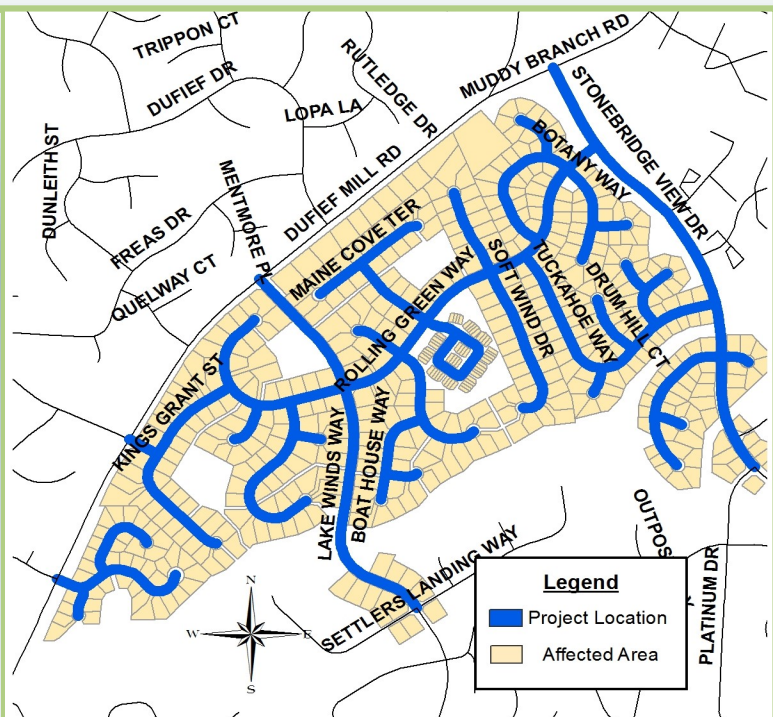 TRIPPON CT
DUFIEF DR
RUTLEDGE DR
LOPA LA
MUDDY BRANCH RD
STONEBRIDGE VIEW DR
DUNLEITH ST
MENTMORE PL
DUFIEF MILL RD
BOTANY WAY
FREAS DR
MAINE COVE TER
QUELWAY CT
ROLLING GREEN WAY
SOFT WIND DR
TUCKAHOE WAY
DRUM HILL CT
KINGS GRANT ST
LAKE WINDS WAY
BOAT HOUSE WAY
SETTLERS LANDING WAY
OUTPOS
PLATINUM DR
N
W
E
S
Legend
Project Location
Affected Area